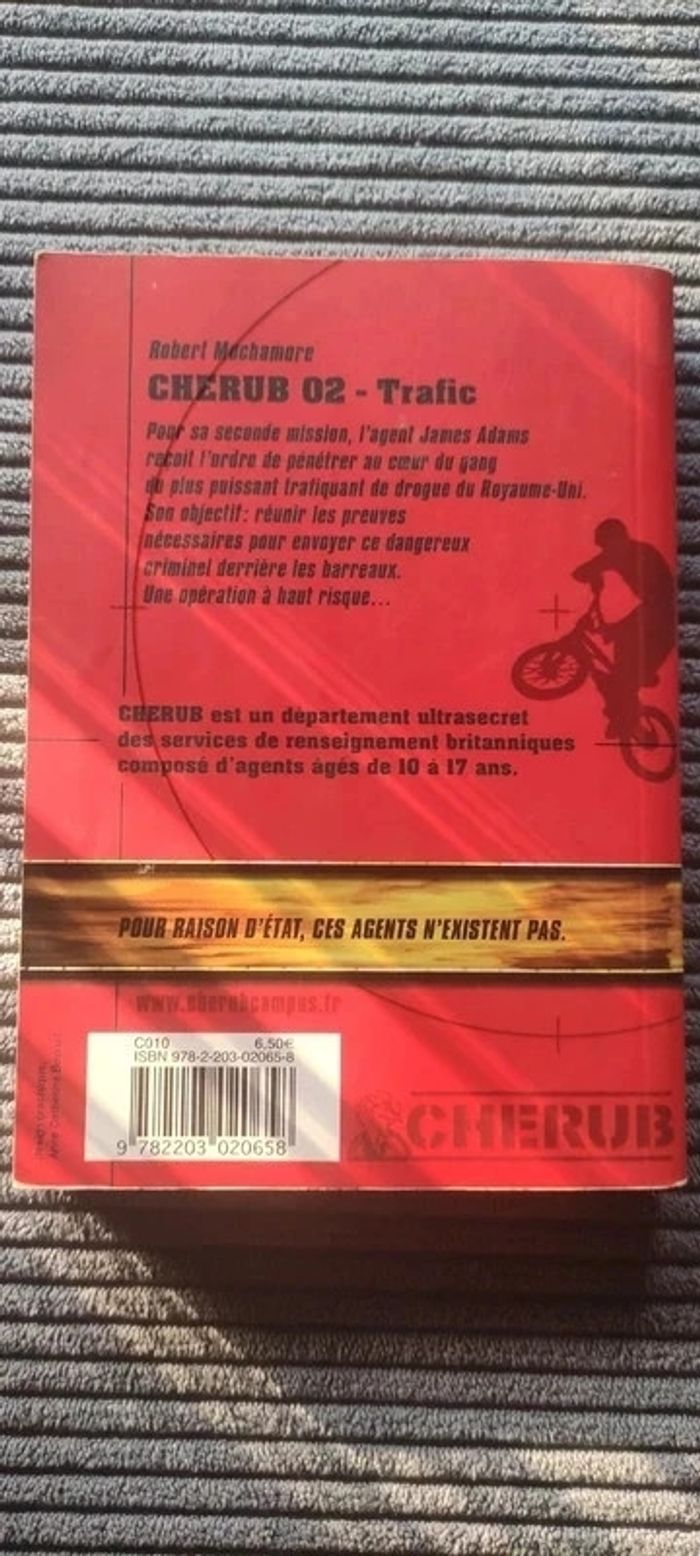 Robert Muchamore
CHERUB 02 - Trafic
Pour sa seconde mission, l'agent James Adams
reçoit l'ordre de pénétrer au cœur du gang
du plus puissant trafiquant de drogue du Royaume-Uni.
Son objectif : réunir les preuves
nécessaires pour envoyer ce dangereux
criminel derrière les barreaux.
Une opération à haut risque...
CHERUB est un département ultrasecret
des services de renseignement britanniques
composé d'agents âgés de 10 à 17 ans.
POUR RAISON D'ÉTAT, CES AGENTS N'EXISTENT PAS.
www.cherubcampus.fr
C010 6,50€
ISBN 978-2-203-02065-8
9 782203 020658
CHERUB